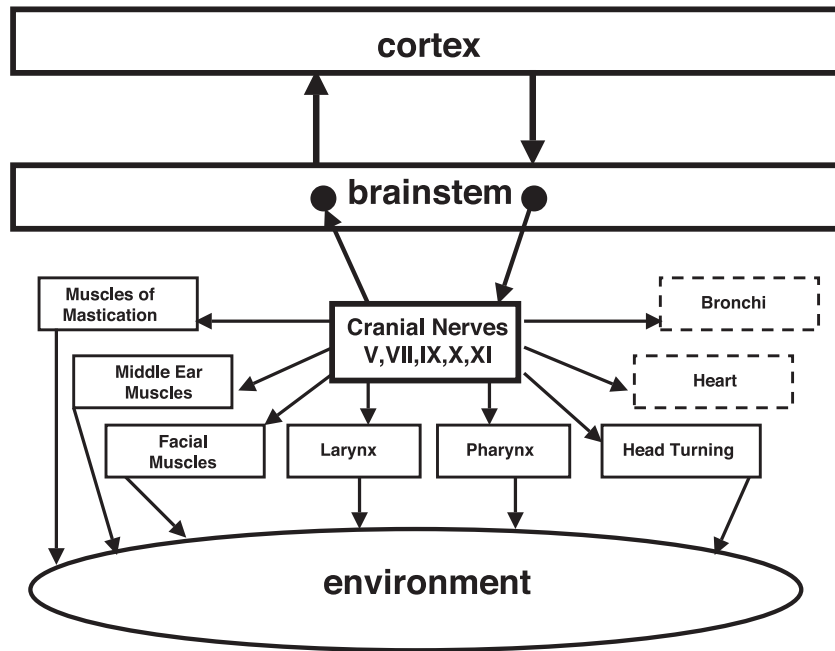 cortex
brainstem
Muscles of
Mastication
Cranial Nerves
V,VII,IX,X,XI
Bronchi
Middle Ear
Muscles
Heart
Facial
Muscles
Larynx
Pharynx
Head Turning
environment